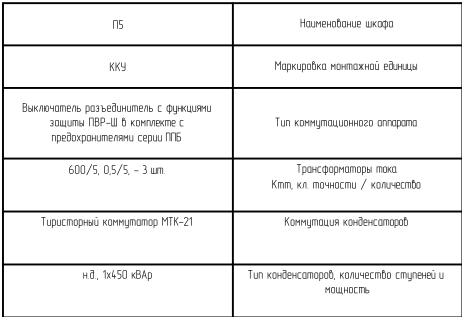 П5
Наименование шкафа
ККУ
Маркировка монтажной единицы
Выключатель разъединитель с функциями
защиты ПВР-Ш в комплекте с
предохранителями серии ППБ
Тип коммутационного аппарата
600/5, 0,5/5, - 3 шт.
Трансформаторы тока
Ктт, кл. точности / количество
Тиристорный коммутатор МТК-21
Коммутация конденсаторов
н.д., 1х450 кВАр
Тип конденсаторов, количество ступеней и
мощность